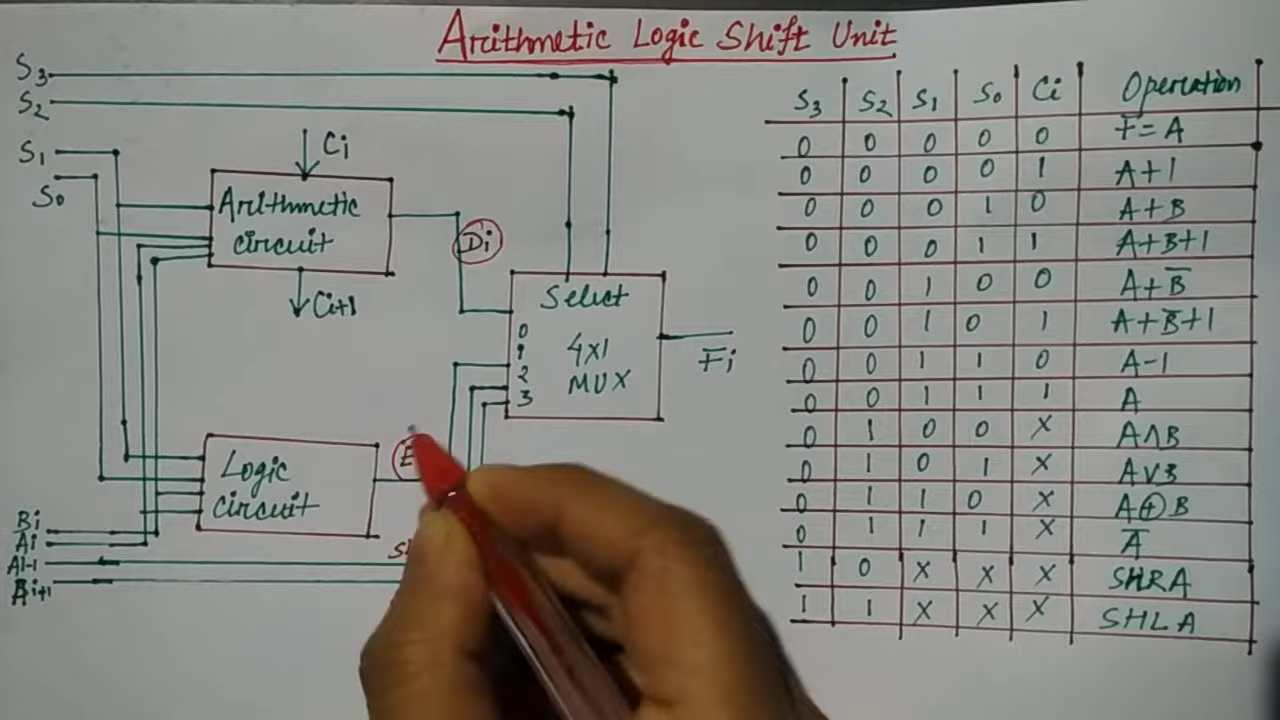 Arithmetic Logic Shift Unit
S3
S2
S1
S0
Ci
Arithmetic
circuit
Ci+1
Di
Select
0
1
2
3
4X1
MUX
Fi
Logic
circuit
E
Bi
Ai
Ai-1
Ai+1
S3 S2 S1 S0 Ci Operation
0 0 0 0 0 F=A
0 0 0 0 1 A+1
0 0 0 1 0 A+B
0 0 0 1 1 A+B+1
0 0 1 0 0 A+B̅
0 0 1 0 1 A+B̅+1
0 0 1 1 0 A-1
0 0 1 1 1 A
0 1 0 0 X A∧B
0 1 0 1 X A∨B
0 1 1 0 X A⊕B
0 1 1 1 X A̅
1 0 X X X SHRA
1 1 X X X SHLA